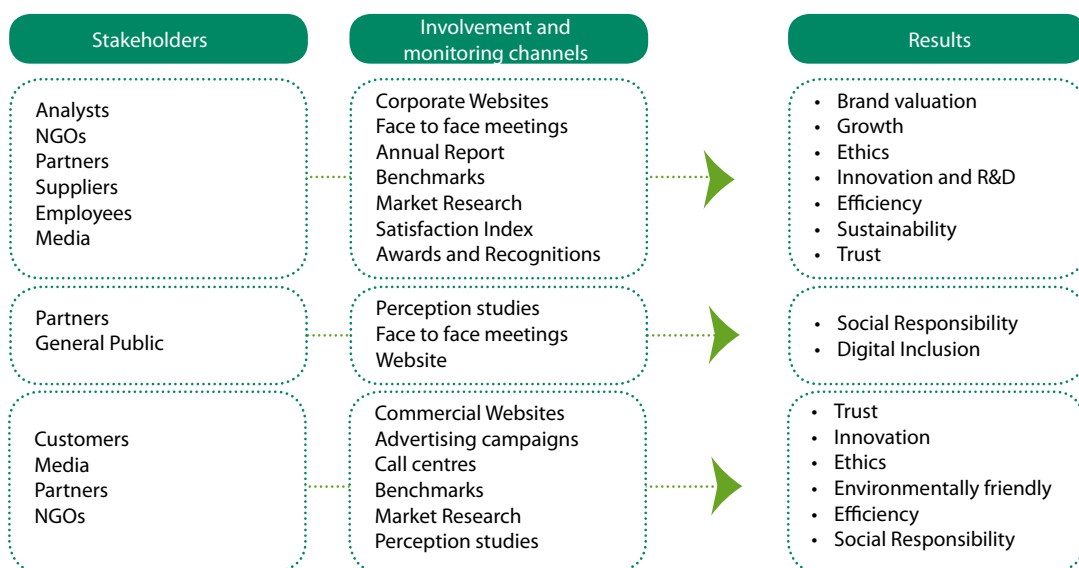 Stakeholders
Involvement and
monitoring channels
Results
Analysts
NGOs
Partners
Suppliers
Employees
Media
Corporate Websites
Face to face meetings
Annual Report
Benchmarks
Market Research
Satisfaction Index
Awards and Recognitions
• Brand valuation
• Growth
• Ethics
• Innovation and R&D
• Efficiency
• Sustainability
• Trust
Partners
General Public
Perception studies
Face to face meetings
Website
• Social Responsibility
• Digital Inclusion
Customers
Media
Partners
NGOs
Commercial Websites
Advertising campaigns
Call centres
Benchmarks
Market Research
Perception studies
• Trust
• Innovation
• Ethics
• Environmentally friendly
• Efficiency
• Social Responsibility